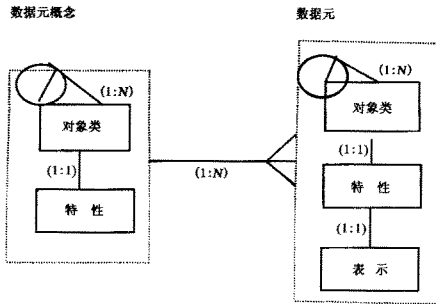 数据元概念
(1:N)
对象类
(1:1)
特 性
(1:N)
数据元
(1:N)
对象类
(1:1)
特 性
(1:1)
表 示